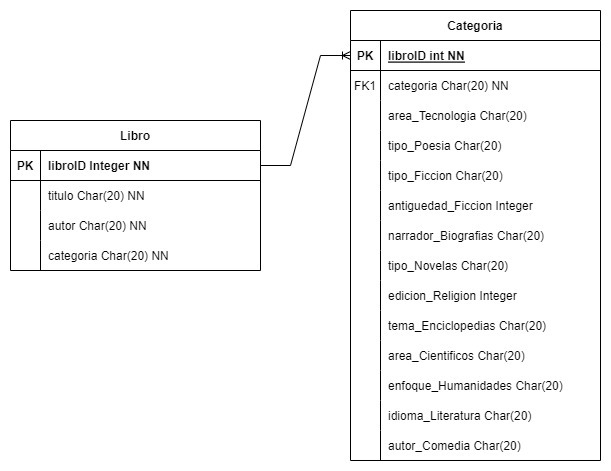 Libro
PK libroID Integer NN
titulo Char(20) NN
autor Char(20) NN
categoria Char(20) NN
Categoria
PK libroID int NN
FK1 categoria Char(20) NN
area_Tecnologia Char(20)
tipo_Poesia Char(20)
tipo_Ficcion Char(20)
antiguedad_Ficcion Integer
narrador_Biografias Char(20)
tipo_Novelas Char(20)
edicion_Religion Integer
tema_Enciclopedias Char(20)
area_Cientificos Char(20)
enfoque_Humanidades Char(20)
idioma_Literatura Char(20)
autor_Comedia Char(20)